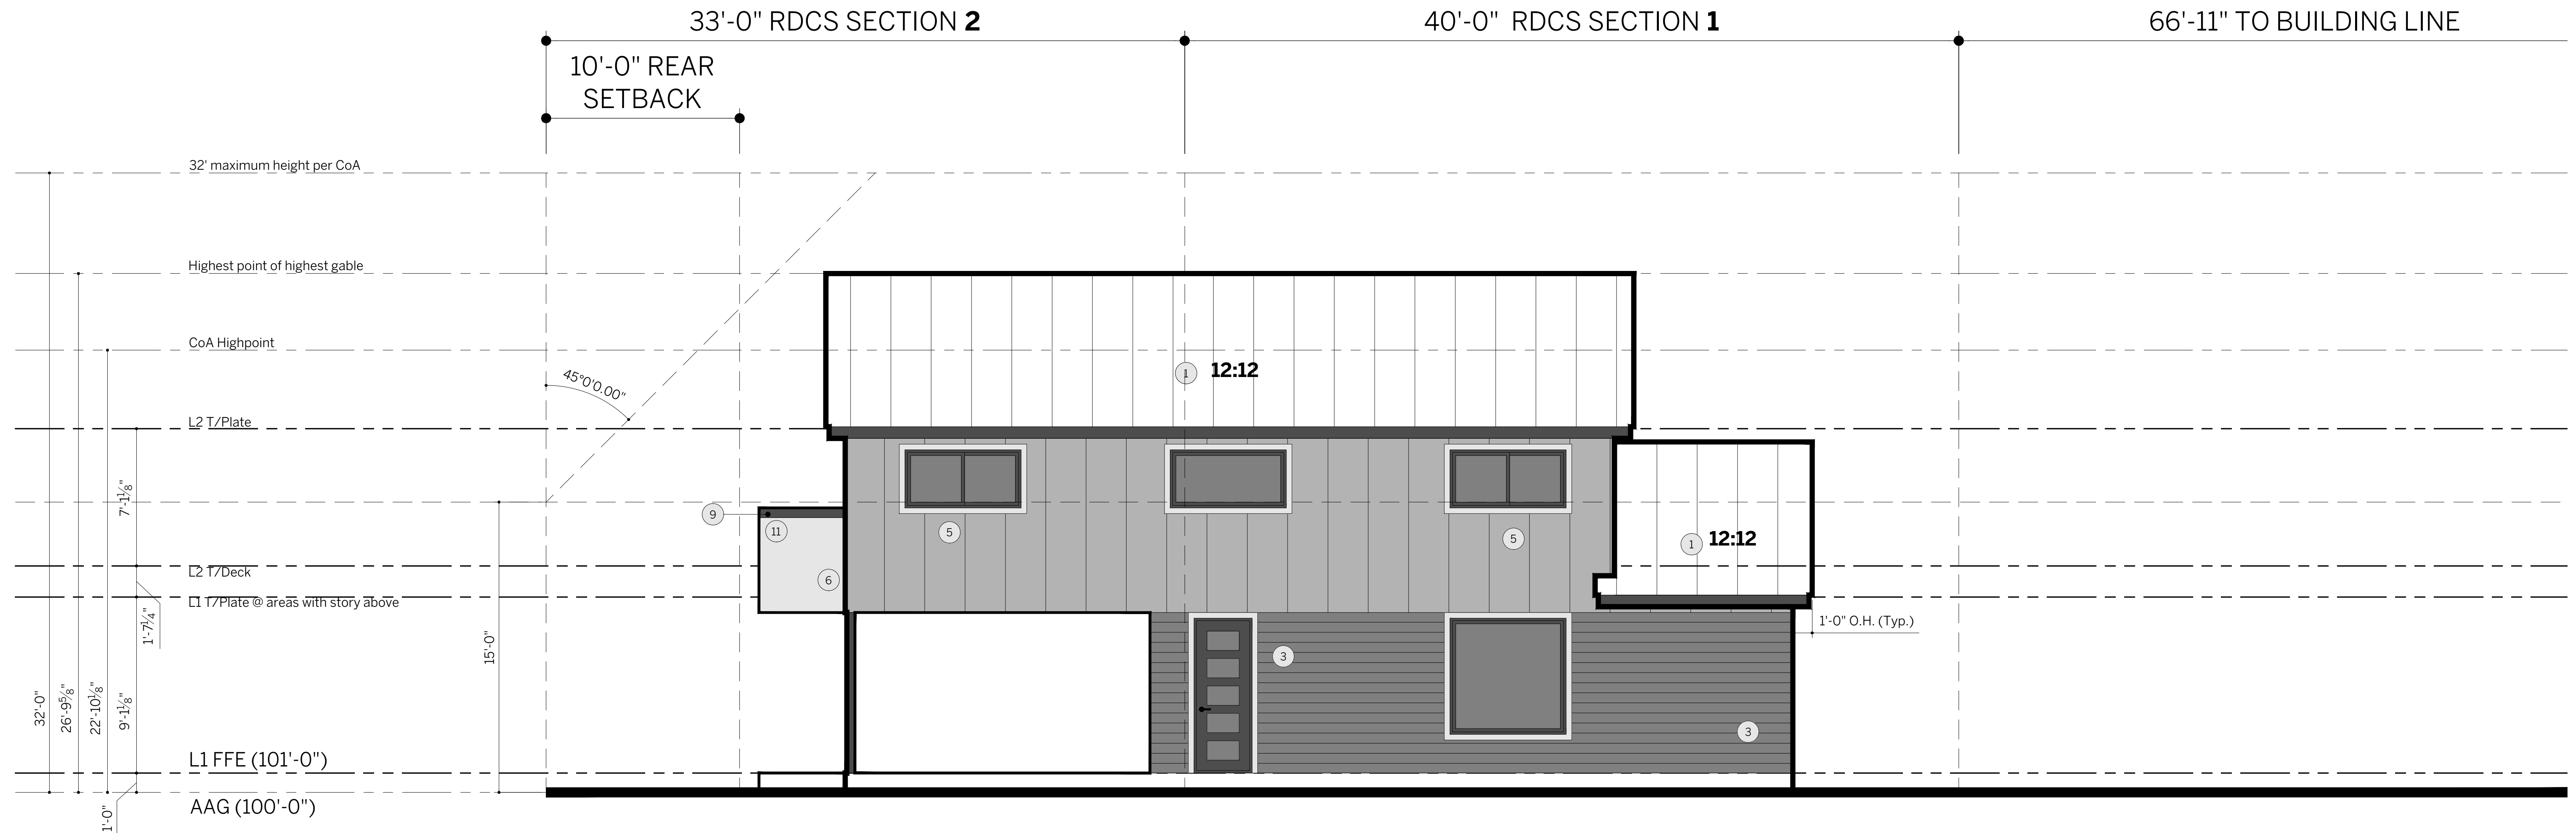 33'-0" RDCS SECTION 2
40'-0" RDCS SECTION 1
66'-11" TO BUILDING LINE
10'-0" REAR
SETBACK
32' maximum height per CoA
Highest point of highest gable
CoA Highpoint
45°0'0.00"
1
12:12
L2 T/Plate
7'-1⅛"
9
11
5
5
1
12:12
L2 T/Deck
6
L1 T/Plate @ areas with story above
1'-7¼"
15'-0"
1'-0" O.H. (Typ.)
3
3
32'-0"
26'-9⅝"
22'-10⅛"
9'-1⅛"
L1 FFE (101'-0")
AAG (100'-0")
1'-0"